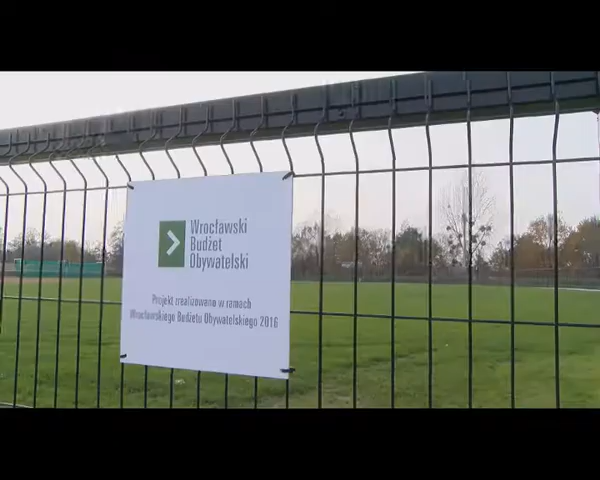 Wrocławski
Budżet
Obywatelski
Projekt zrealizowano w ramach
Wrocławskiego Budżetu Obywatelskiego 2016